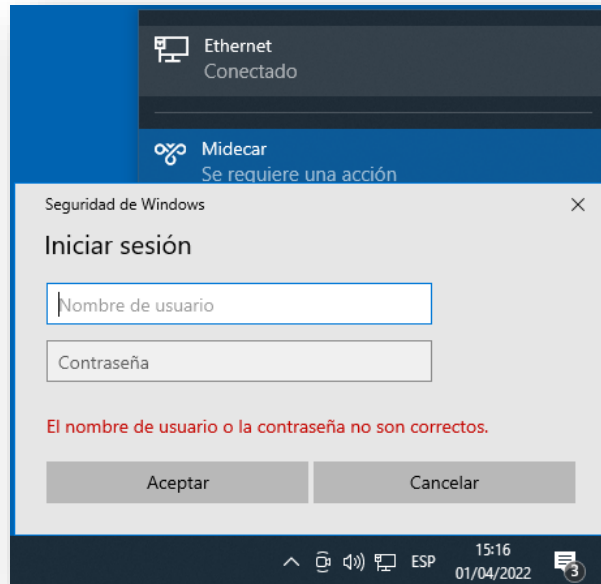 Ethernet
Conectado
Midecar
Se requiere una acción
Seguridad de Windows
Iniciar sesión
Nombre de usuario
Contraseña
El nombre de usuario o la contraseña no son correctos.
Aceptar Cancelar
ESP 15:16
01/04/2022
3